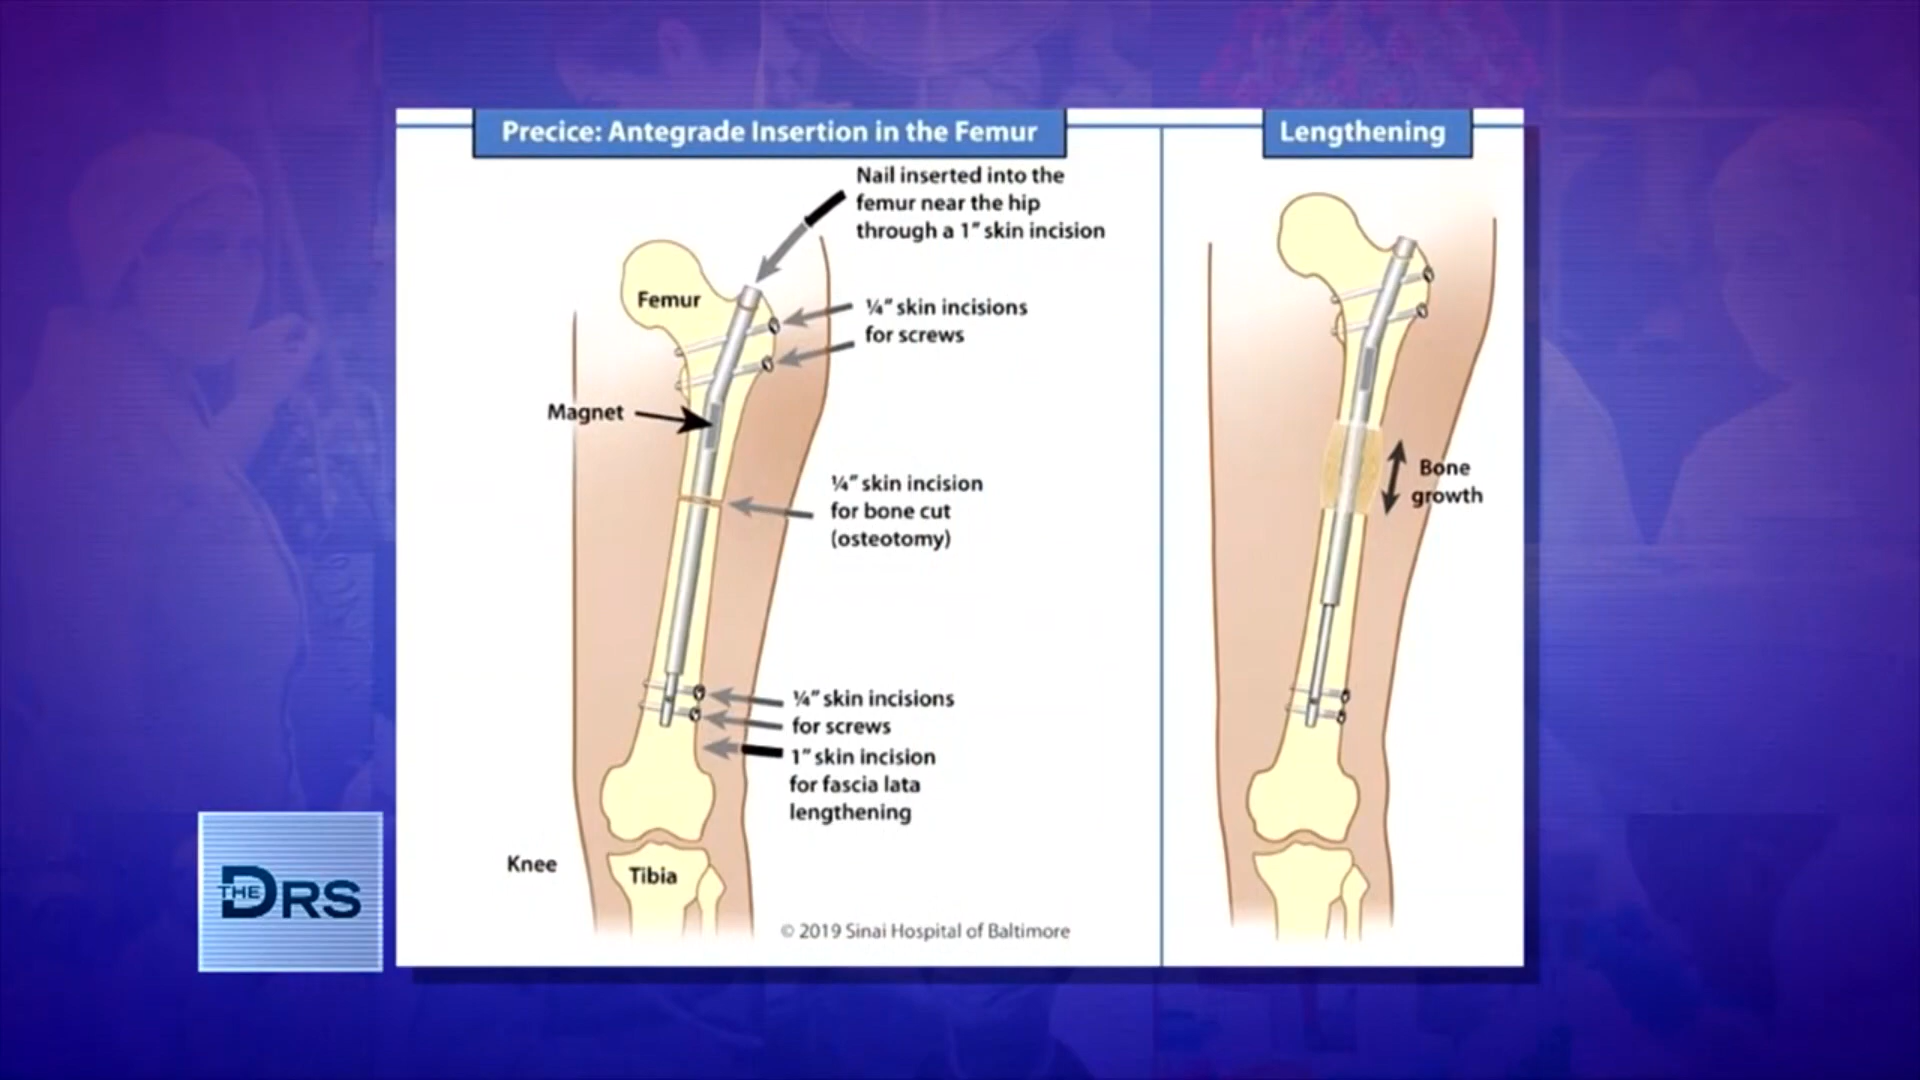 Precice: Antegrade Insertion in the Femur
Nail inserted into the
femur near the hip
through a 1" skin incision
Femur
¼" skin incisions
for screws
Magnet
¼" skin incision
for bone cut
(osteotomy)
¼" skin incisions
for screws
1" skin incision
for fascia lata
lengthening
Knee
Tibia
© 2019 Sinai Hospital of Baltimore
Lengthening
Bone
growth
THE DRS